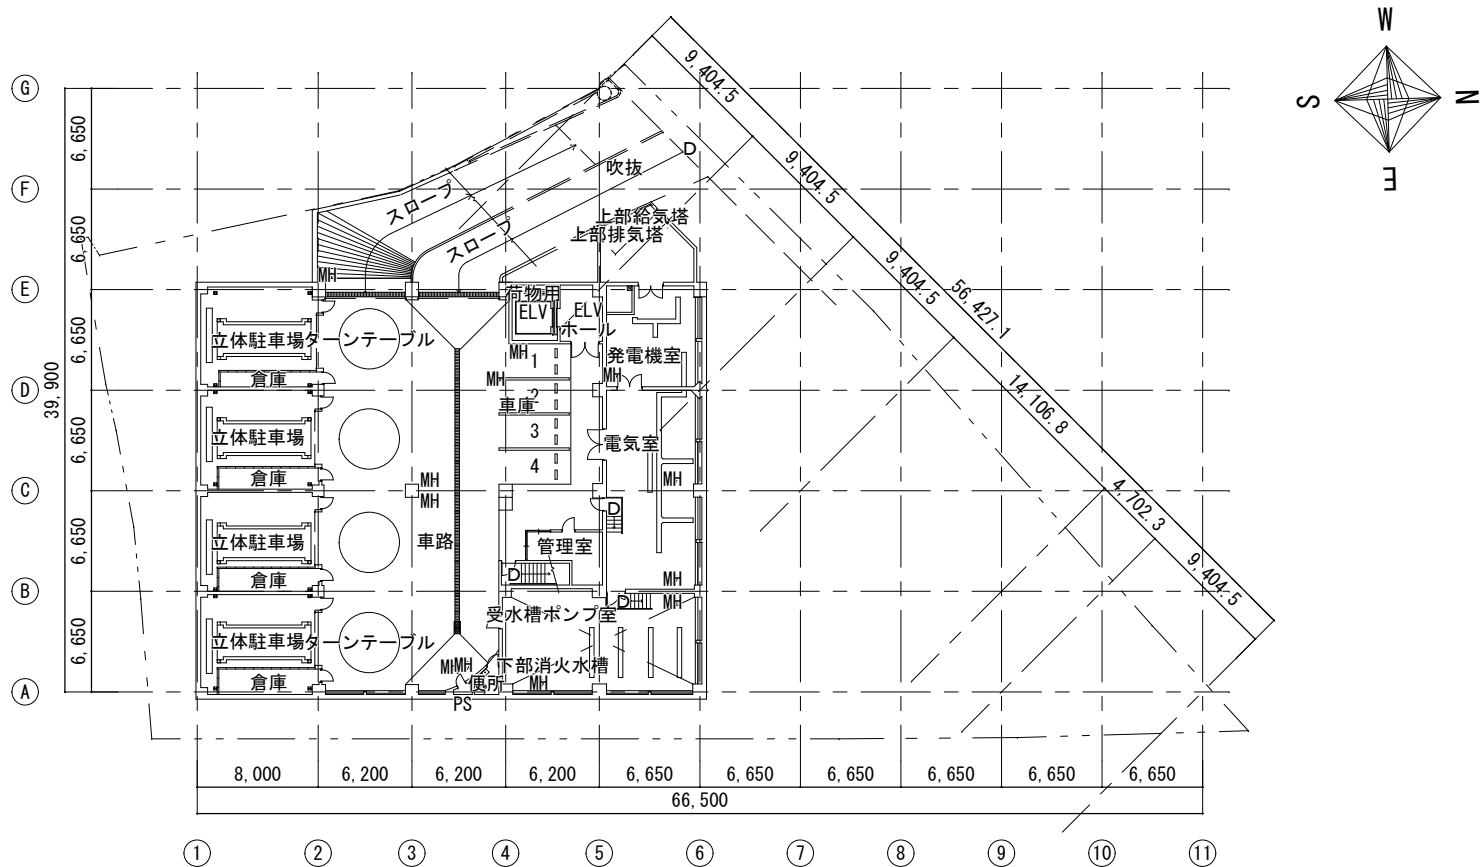 W
S
N
E
G
F
E
D
C
B
A
6,650
6,650
6,650
6,650
6,650
6,650
39,900
9,404.5
9,404.5
9,404.5
14,106.8
4,702.3
9,404.5
56,427.1
D
吹抜
スロープ
スロープ
上部給気塔
上部排気塔
MH
荷物用
ELV
ELV
ホール
立体駐車場
ターンテーブル
MH
1
発電機室
倉庫
MH
MH
2
車庫
立体駐車場
3
電気室
4
倉庫
MH
MH
MH
D
立体駐車場
車路
管理室
倉庫
D
MH
D
MH
受水槽ポンプ室
立体駐車場
ターンテーブル
MH
MH
下部消火水槽
倉庫
便所
MH
PS
8,000
6,200
6,200
6,200
6,650
6,650
6,650
6,650
6,650
6,650
66,500
1
2
3
4
5
6
7
8
9
10
11